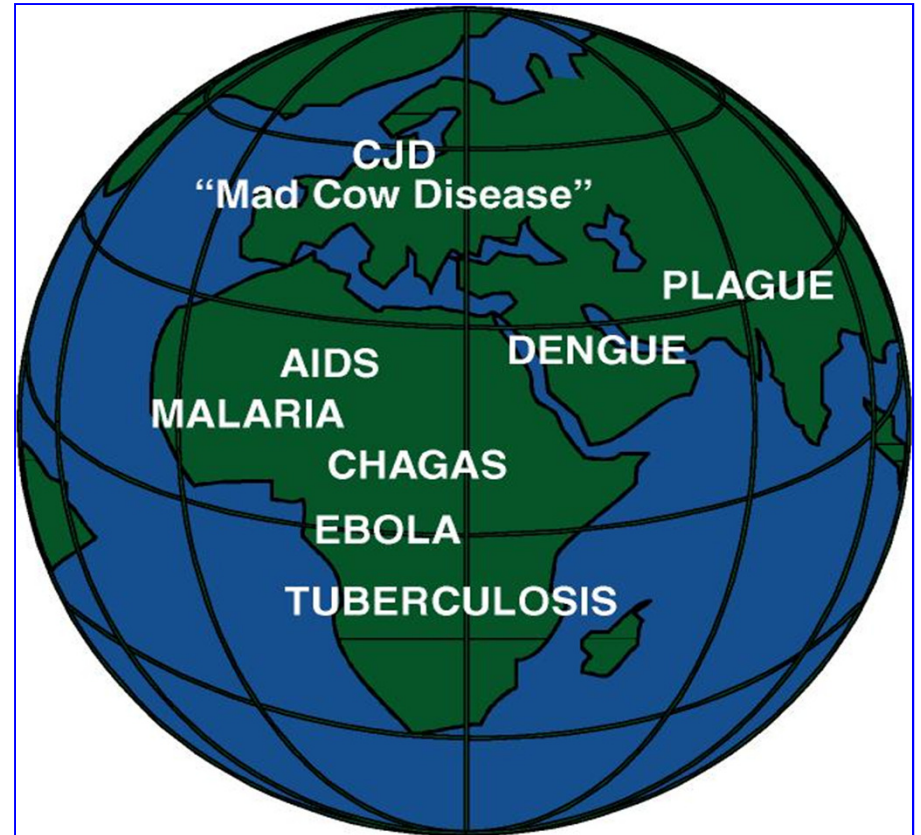 CJD
“Mad Cow Disease”
PLAGUE
DENGUE
AIDS
MALARIA
CHAGAS
EBOLA
TUBERCULOSIS